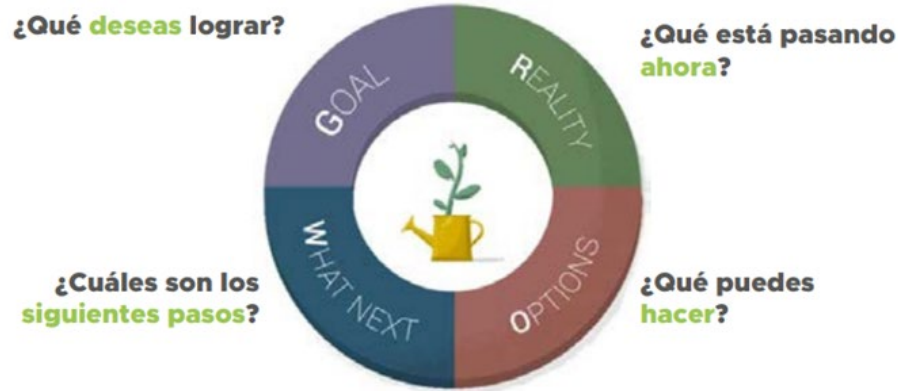 ¿Qué deseas lograr?
GOAL
REALITY
¿Qué está pasando
ahora?
¿Cuáles son los
siguientes pasos?
WHAT NEXT
OPTIONS
¿Qué puedes
hacer?